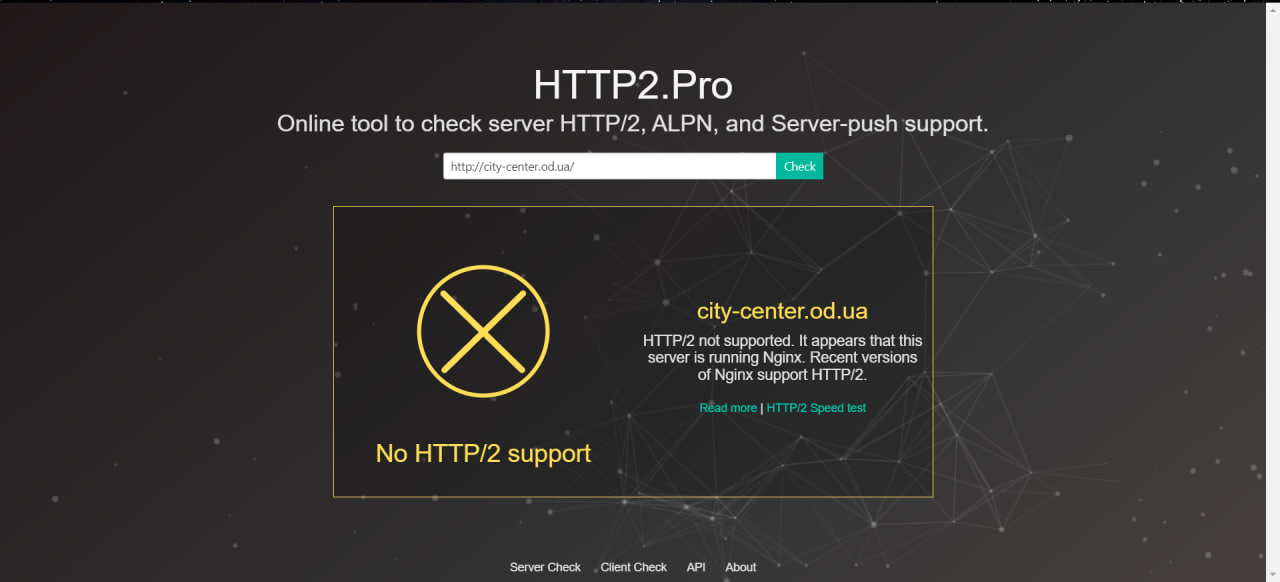 HTTP2.Pro
Online tool to check server HTTP/2, ALPN, and Server-push support.
http://city-center.od.ua/ Check
city-center.od.ua
HTTP/2 not supported. It appears that this
server is running Nginx. Recent versions
of Nginx support HTTP/2.
Read more | HTTP/2 Speed test
No HTTP/2 support
Server Check Client Check API About